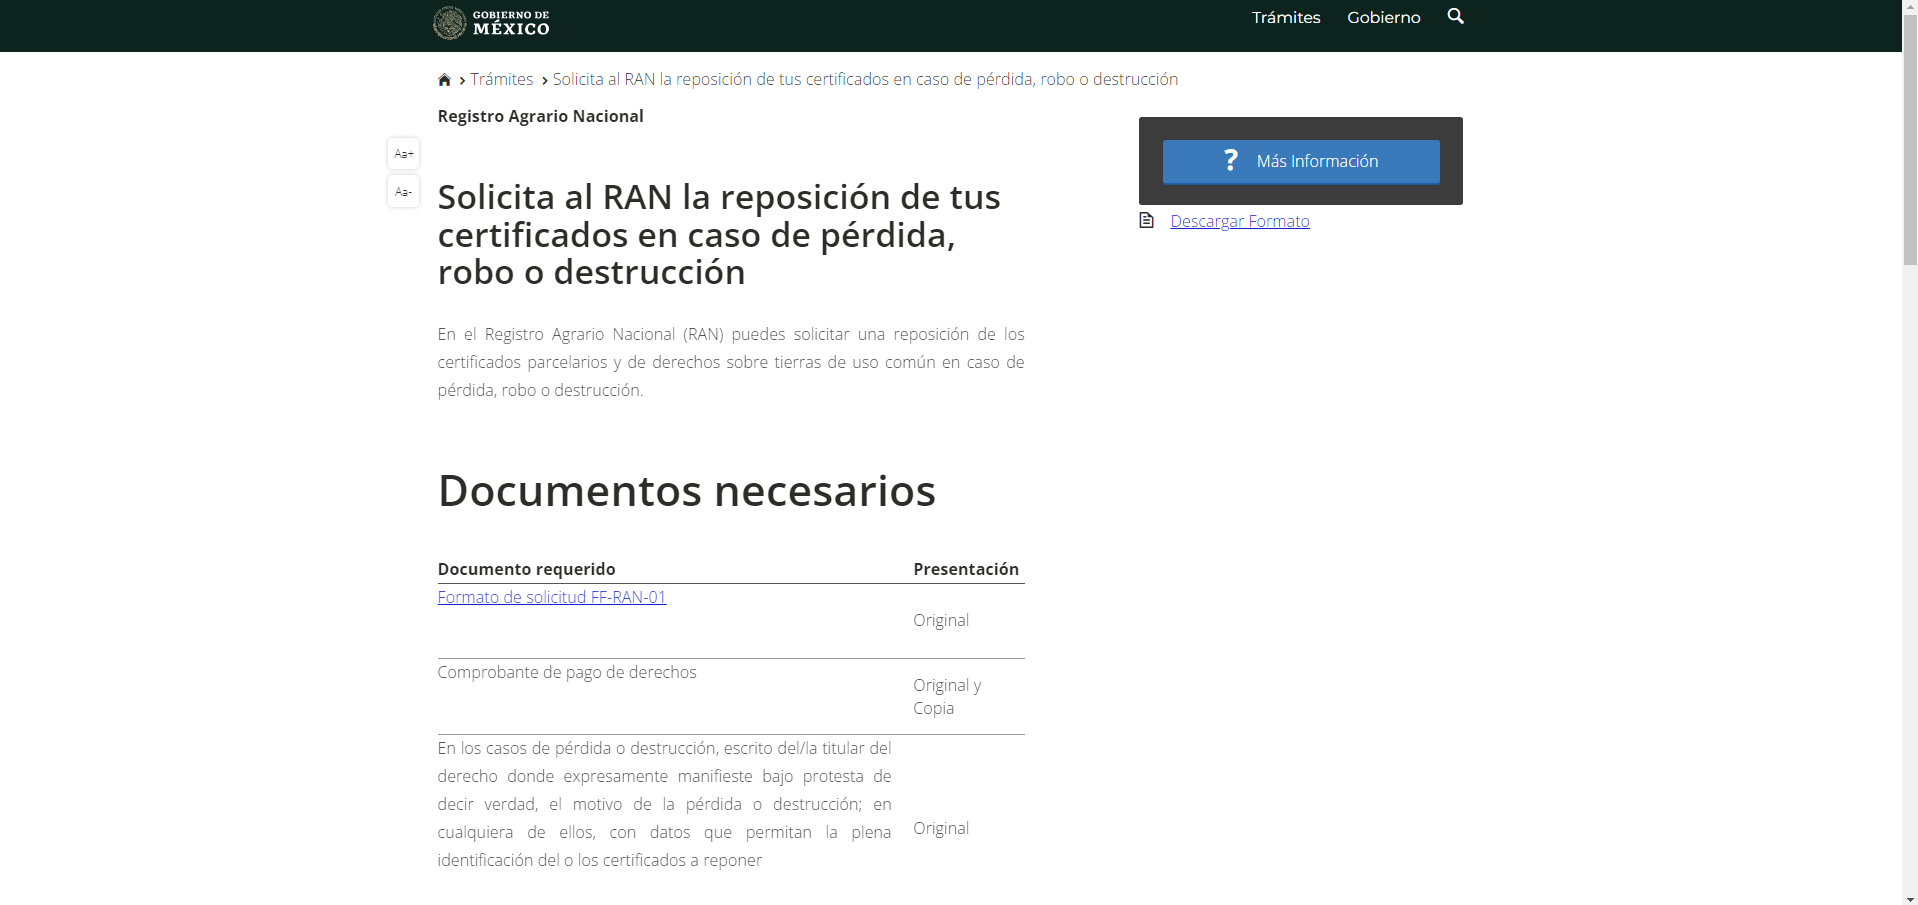 GOBIERNO DE
MÉXICO
Trámites
Gobierno
Trámites
Solicita al RAN la reposición de tus certificados en caso de pérdida, robo o destrucción
Registro Agrario Nacional
Aa+
Aa-
Solicita al RAN la reposición de tus
certificados en caso de pérdida,
robo o destrucción
? Más Información
Descargar Formato
En el Registro Agrario Nacional (RAN) puedes solicitar una reposición de los
certificados parcelarios y de derechos sobre tierras de uso común en caso de
pérdida, robo o destrucción.
Documentos necesarios
Documento requerido
Presentación
Formato de solicitud FF-RAN-01
Original
Comprobante de pago de derechos
Original y
Copia
En los casos de pérdida o destrucción, escrito del/la titular del
derecho donde expresamente manifieste bajo protesta de
decir verdad, el motivo de la pérdida o destrucción; en
cualquiera de ellos, con datos que permitan la plena
identificación del o los certificados a reponer
Original